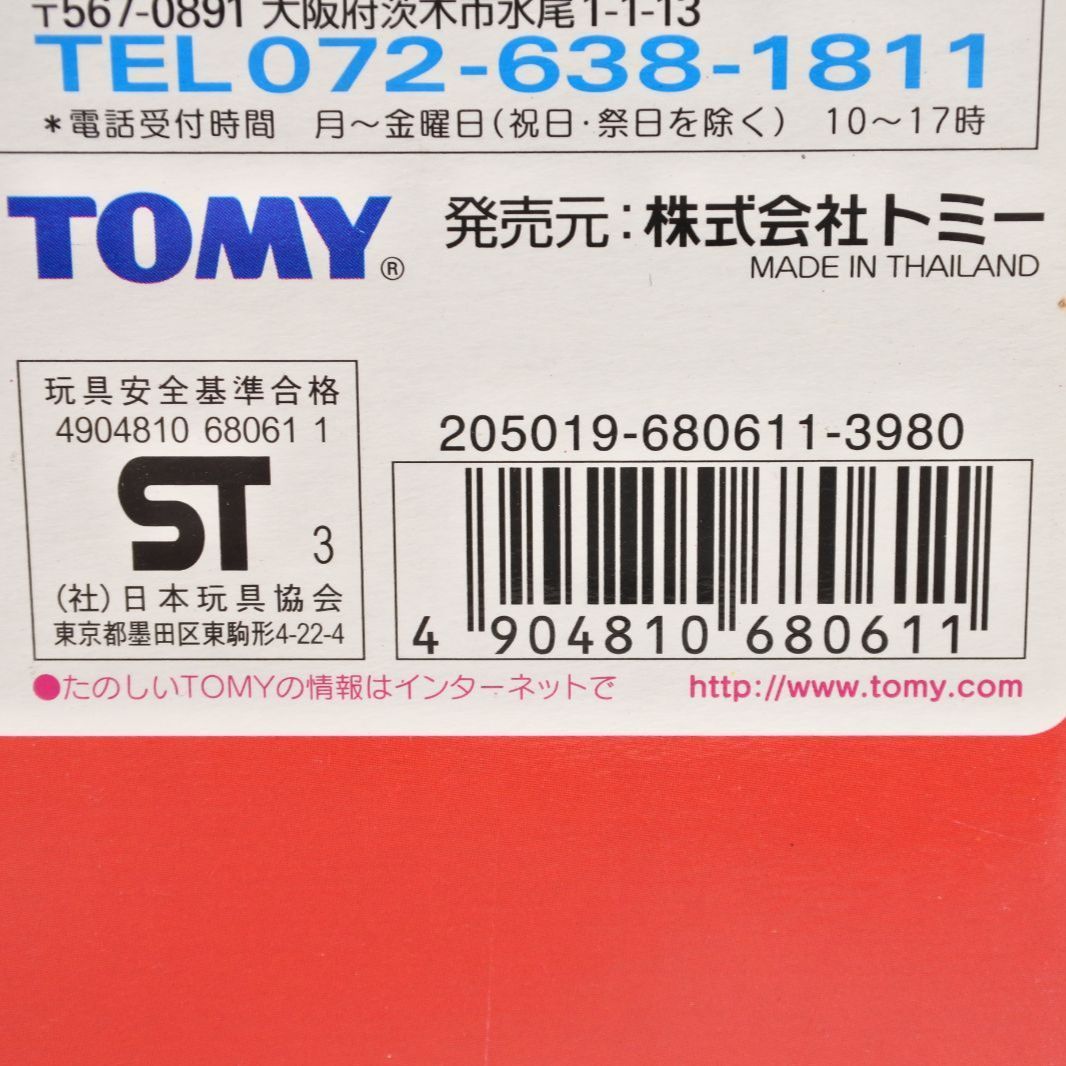 〒567-0891 大阪府茨木市水尾1-1-13
TEL072-638-1811
*電話受付時間 月～金曜日(祝日・祭日を除く) 10～17時
TOMY®
発売元:株式会社トミー
MADE IN THAILAND
玩具安全基準合格
4904810 68061 1
ST 3
(社)日本玩具協会
東京都墨田区東駒形4-22-4
205019-680611-3980
4 904810 680611
●たのしいTOMYの情報はインターネットで http://www.tomy.com